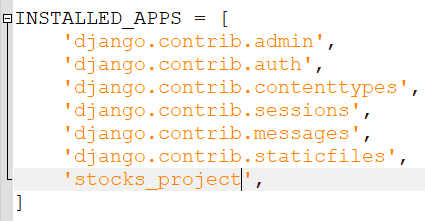 INSTALLED_APPS = [
    'django.contrib.admin',
    'django.contrib.auth',
    'django.contrib.contenttypes',
    'django.contrib.sessions',
    'django.contrib.messages',
    'django.contrib.staticfiles',
    'stocks_project',
]